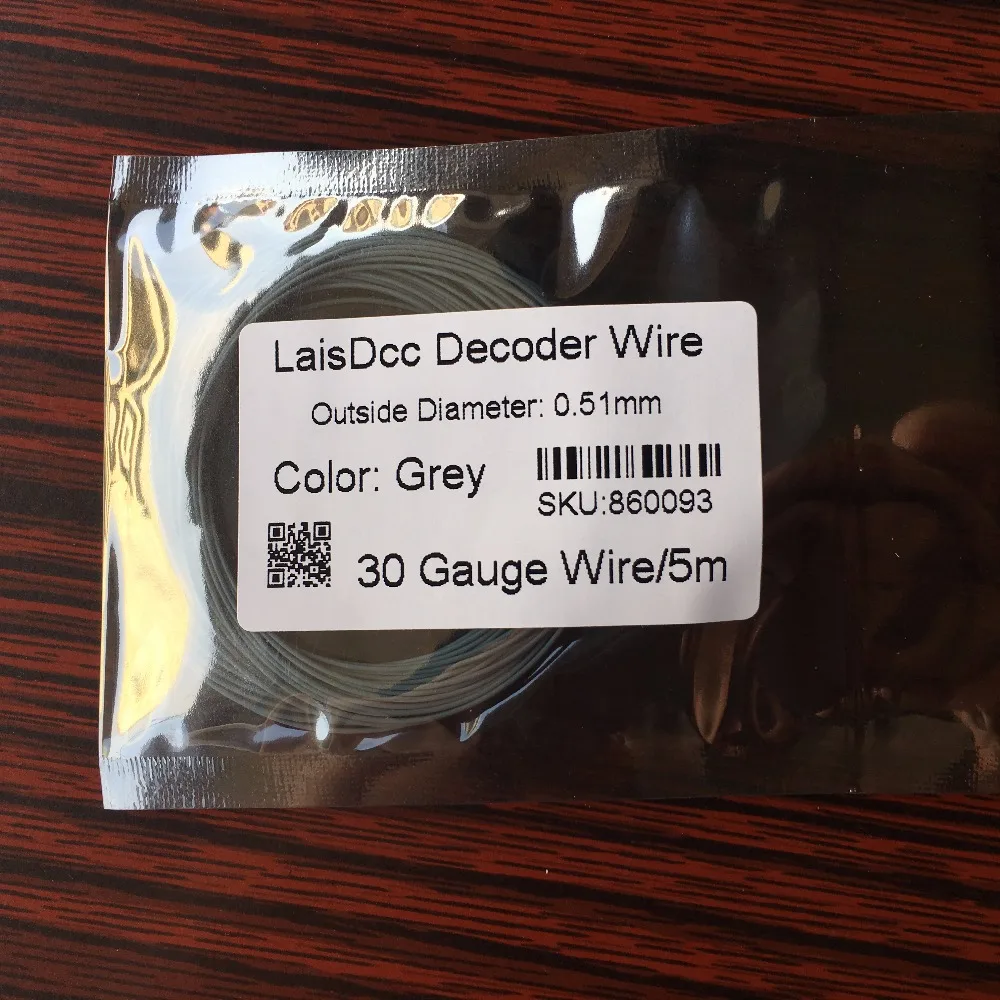 LaisDcc Decoder Wire
Outside Diameter: 0.51mm
Color: Grey
SKU:860093
30 Gauge Wire/5m